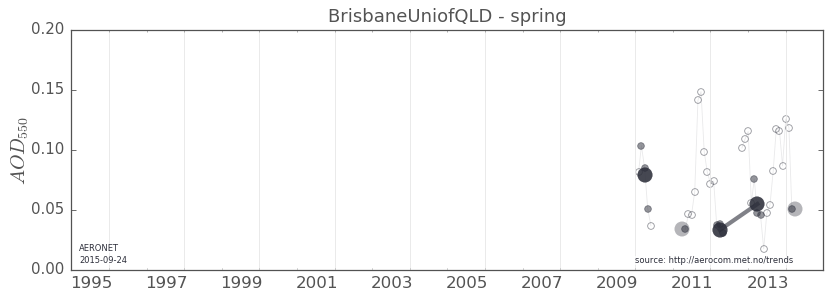 BrisbaneUniofQLD - spring
0.20
0.15
0.10
0.05
0.00
AOD550
AERONET
2015-09-24
source: http://aerocom.met.no/trends
1995 1997 1999 2001 2003 2005 2007 2009 2011 2013